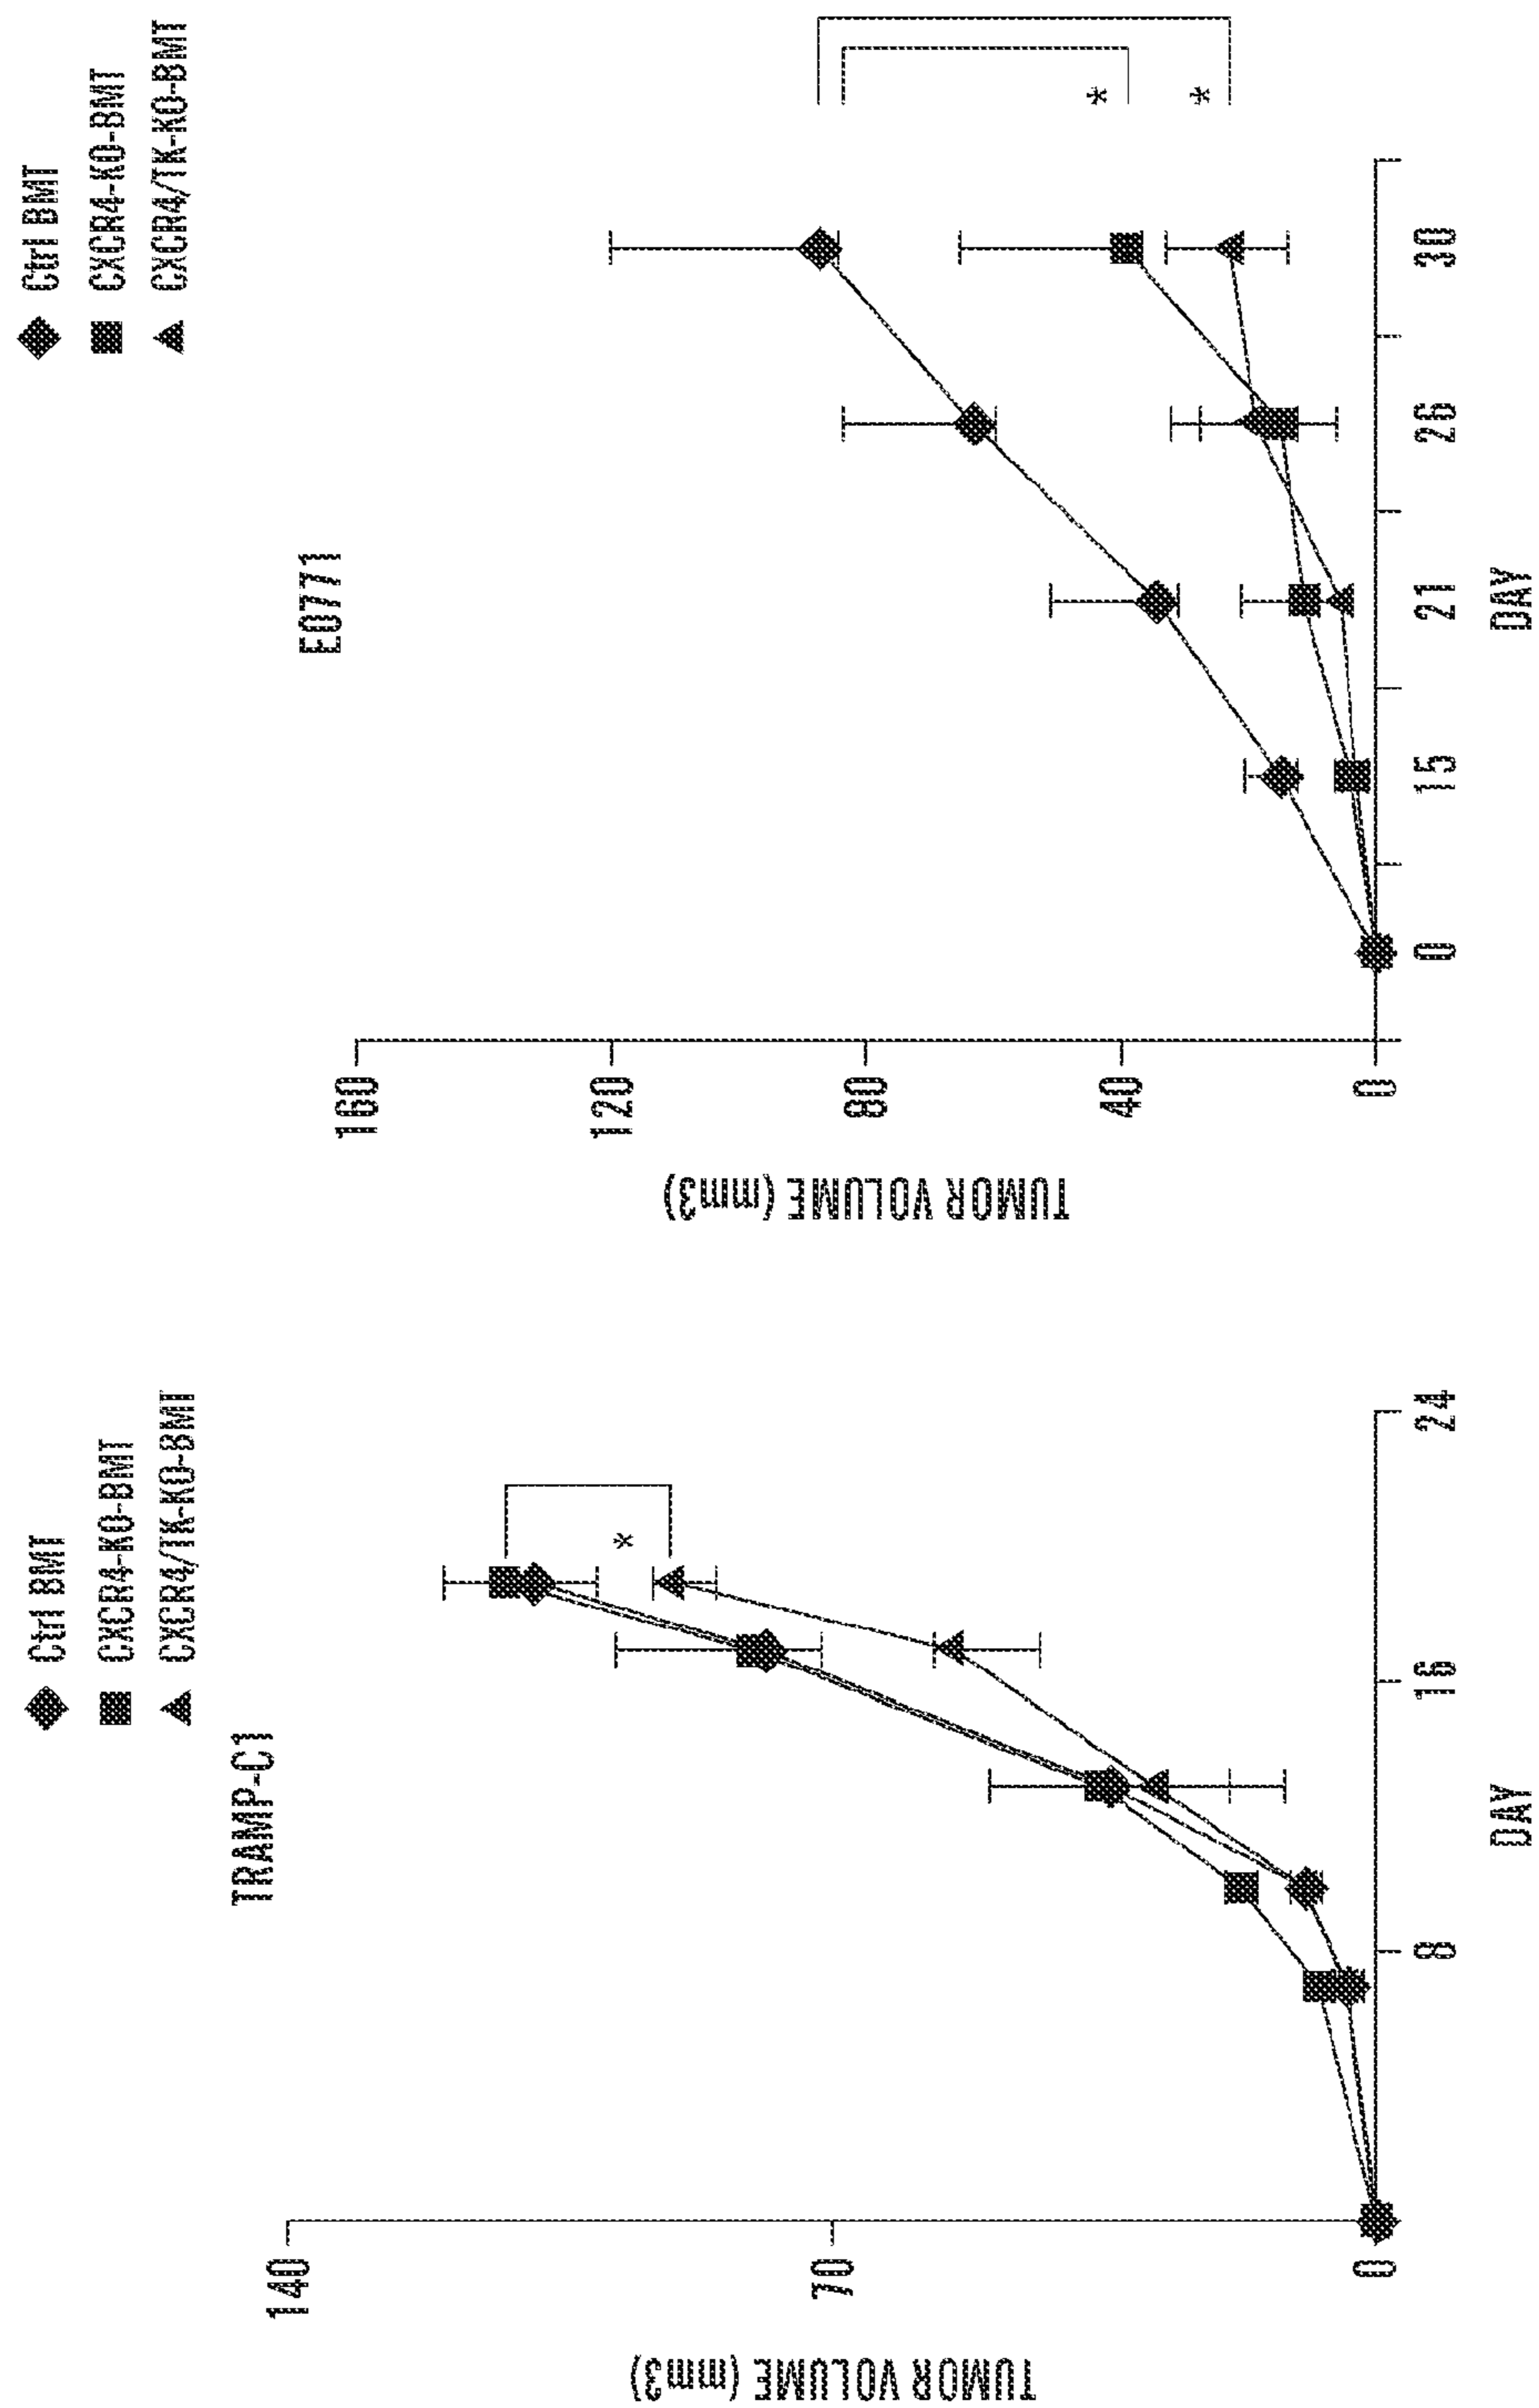 TRAMP-C1
Ctrl BMT
CXCR4-KO-BMT
CXCR4/TK-KO-BMT
TUMOR VOLUME (mm3)
140
70
0
*
8
16
24
DAY
E0771
Ctrl BMT
CXCR4-KO-BMT
CXCR4/TK-KO-BMT
TUMOR VOLUME (mm3)
160
120
80
40
0
*
*
0
15
21
26
30
DAY